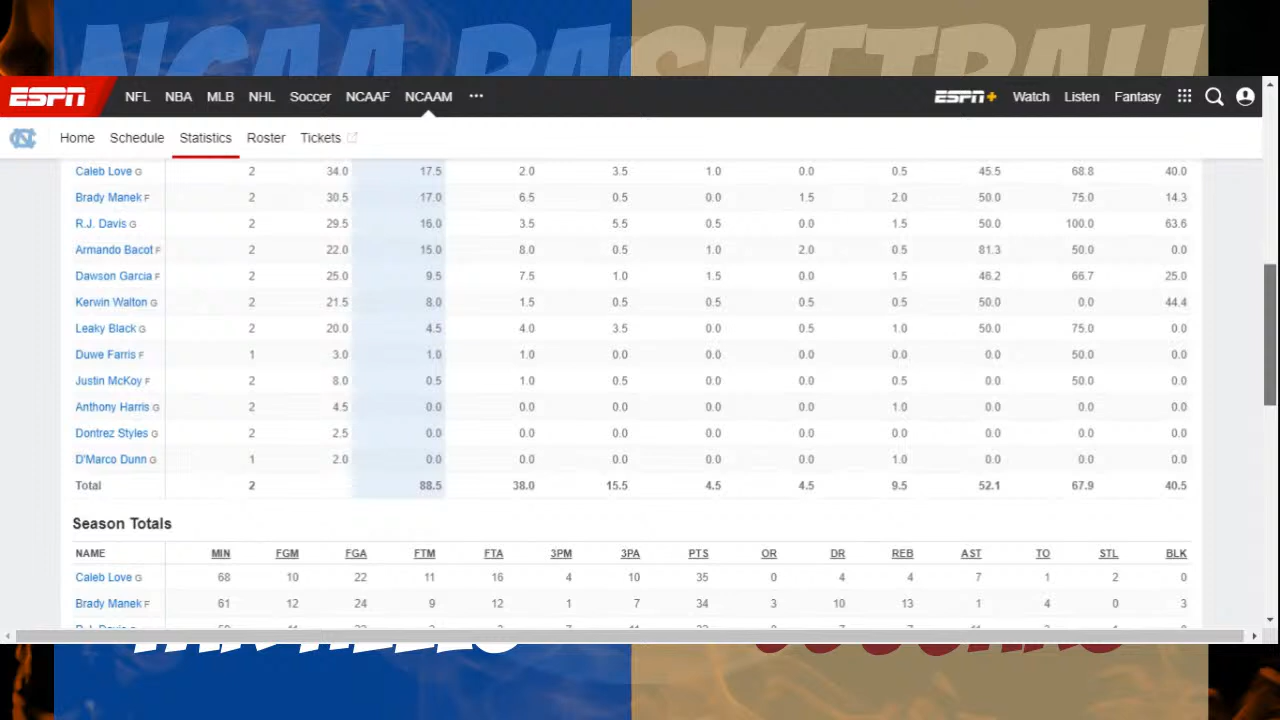 NCAA BASKETBALL
ESPN NFL NBA MLB NHL Soccer NCAAF NCAAM ••• ESPN+ Watch Listen Fantasy
Home Schedule Statistics Roster Tickets
Caleb Love G 2 34.0 17.5 2.0 3.5 1.0 0.0 0.5 45.5 68.8 40.0
Brady Manek F 2 30.5 17.0 6.5 0.5 0.0 1.5 2.0 50.0 75.0 14.3
R.J. Davis G 2 29.5 16.0 3.5 5.5 0.5 0.0 1.5 50.0 100.0 63.6
Armando Bacot F 2 22.0 15.0 8.0 0.5 1.0 2.0 0.5 81.3 50.0 0.0
Dawson Garcia F 2 25.0 9.5 7.5 1.0 1.5 0.0 1.5 46.2 66.7 25.0
Kerwin Walton G 2 21.5 8.0 1.5 0.5 0.5 0.5 0.5 50.0 0.0 44.4
Leaky Black G 2 20.0 4.5 4.0 3.5 0.0 0.5 1.0 50.0 75.0 0.0
Duwe Farris F 1 3.0 1.0 1.0 0.0 0.0 0.0 0.0 0.0 50.0 0.0
Justin McKoy F 2 8.0 0.5 1.0 0.5 0.0 0.0 0.5 0.0 50.0 0.0
Anthony Harris G 2 4.5 0.0 0.0 0.0 0.0 0.0 1.0 0.0 0.0 0.0
Dontrez Styles G 2 2.5 0.0 0.0 0.0 0.0 0.0 0.0 0.0 0.0 0.0
D'Marco Dunn G 1 2.0 0.0 0.0 0.0 0.0 0.0 1.0 0.0 0.0 0.0
Total 2 88.5 38.0 15.5 4.5 4.5 9.5 52.1 67.9 40.5
Season Totals
NAME MIN FGM FGA FTM FTA 3PM 3PA PTS OR DR REB AST TO STL BLK
Caleb Love G 68 10 22 11 16 4 10 35 0 4 4 7 1 2 0
Brady Manek F 61 12 24 9 12 1 7 34 3 10 13 1 4 0 3